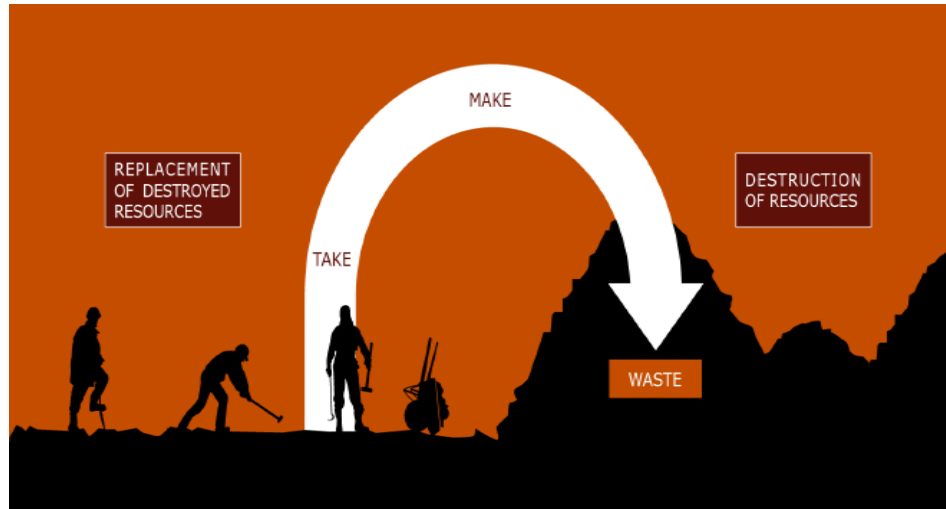 MAKE
REPLACEMENT
OF DESTROYED
RESOURCES
DESTRUCTION
OF RESOURCES
TAKE
WASTE